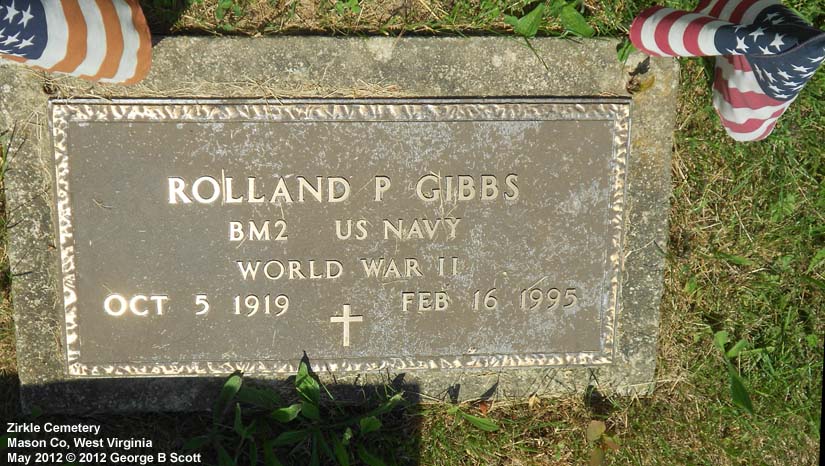 ROLLAND P GIBBS
BM2 US NAVY
WORLD WAR II
OCT 5 1919 FEB 16 1995
Zirkle Cemetery
Mason Co, West Virginia
May 2012 © 2012 George B Scott